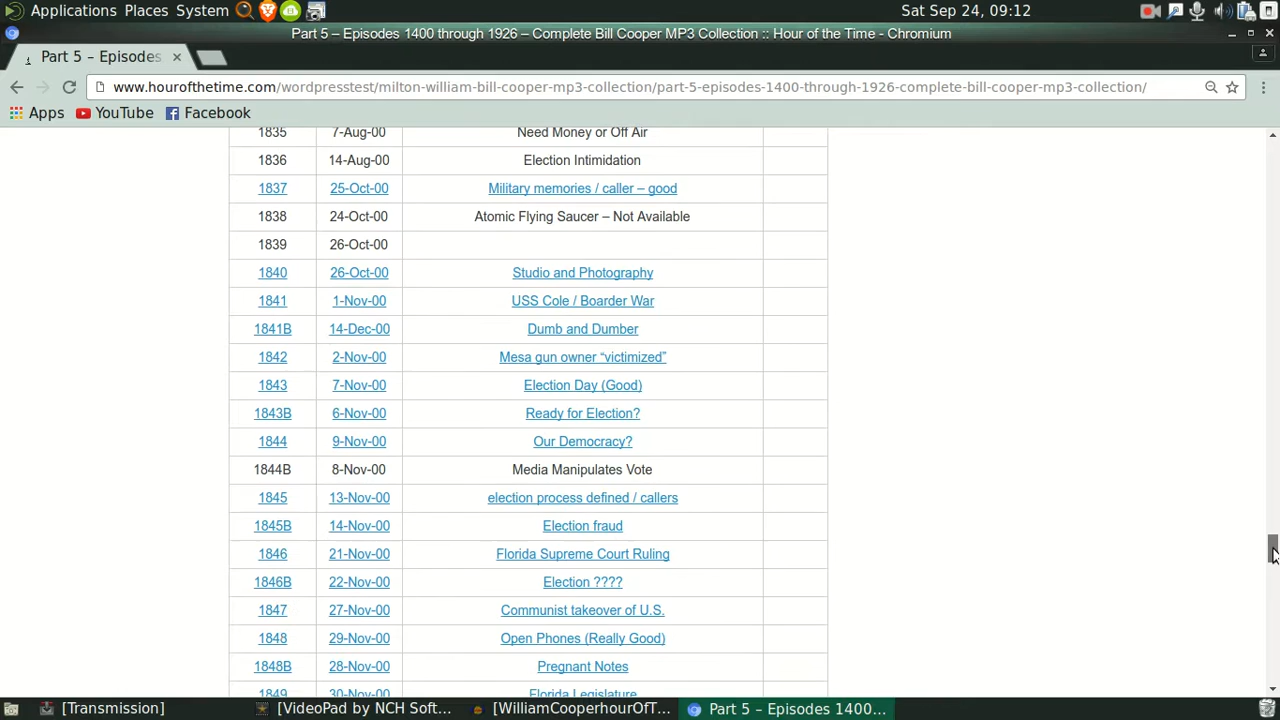 Applications Places System Sat Sep 24, 09:12
Part 5 – Episodes 1400 through 1926 – Complete Bill Cooper MP3 Collection :: Hour of the Time - Chromium
Part 5 – Episodes
www.hourofthetime.com/wordpresstest/milton-william-bill-cooper-mp3-collection/part-5-episodes-1400-through-1926-complete-bill-cooper-mp3-collection/
Apps YouTube Facebook
1835 7-Aug-00 Need Money or Off Air
1836 14-Aug-00 Election Intimidation
1837 25-Oct-00 Military memories / caller – good
1838 24-Oct-00 Atomic Flying Saucer – Not Available
1839 26-Oct-00
1840 26-Oct-00 Studio and Photography
1841 1-Nov-00 USS Cole / Boarder War
1841B 14-Dec-00 Dumb and Dumber
1842 2-Nov-00 Mesa gun owner “victimized”
1843 7-Nov-00 Election Day (Good)
1843B 6-Nov-00 Ready for Election?
1844 9-Nov-00 Our Democracy?
1844B 8-Nov-00 Media Manipulates Vote
1845 13-Nov-00 election process defined / callers
1845B 14-Nov-00 Election fraud
1846 21-Nov-00 Florida Supreme Court Ruling
1846B 22-Nov-00 Election ????
1847 27-Nov-00 Communist takeover of U.S.
1848 29-Nov-00 Open Phones (Really Good)
1848B 28-Nov-00 Pregnant Notes
1849 30-Nov-00 Florida Legislature
[Transmission] [VideoPad by NCH Soft... [WilliamCooperhourOfT... Part 5 – Episodes 1400...